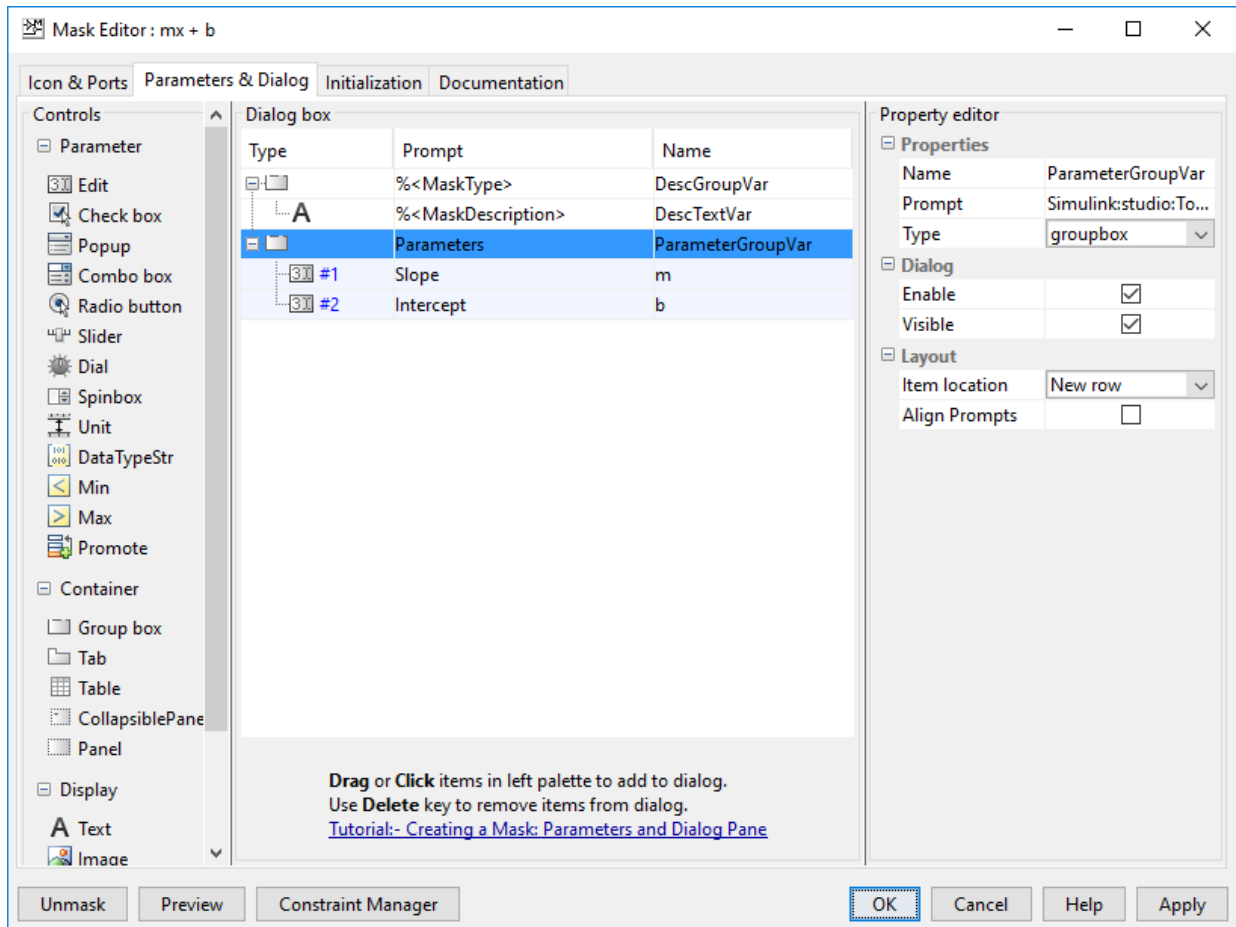 Mask Editor : mx + b
Icon & Ports Parameters & Dialog Initialization Documentation
Controls
Parameter
Edit
Check box
Popup
Combo box
Radio button
Slider
Dial
Spinbox
Unit
DataTypeStr
Min
Max
Promote
Container
Group box
Tab
Table
CollapsiblePane
Panel
Display
A Text
Image
Dialog box
Type Prompt Name
%<MaskType> DescGroupVar
A %<MaskDescription> DescTextVar
Parameters ParameterGroupVar
#1 Slope m
#2 Intercept b
Drag or Click items in left palette to add to dialog.
Use Delete key to remove items from dialog.
Tutorial:- Creating a Mask: Parameters and Dialog Pane
Property editor
Properties
Name ParameterGroupVar
Prompt Simulink:studio:To...
Type groupbox
Dialog
Enable
Visible
Layout
Item location New row
Align Prompts
Unmask Preview Constraint Manager OK Cancel Help Apply